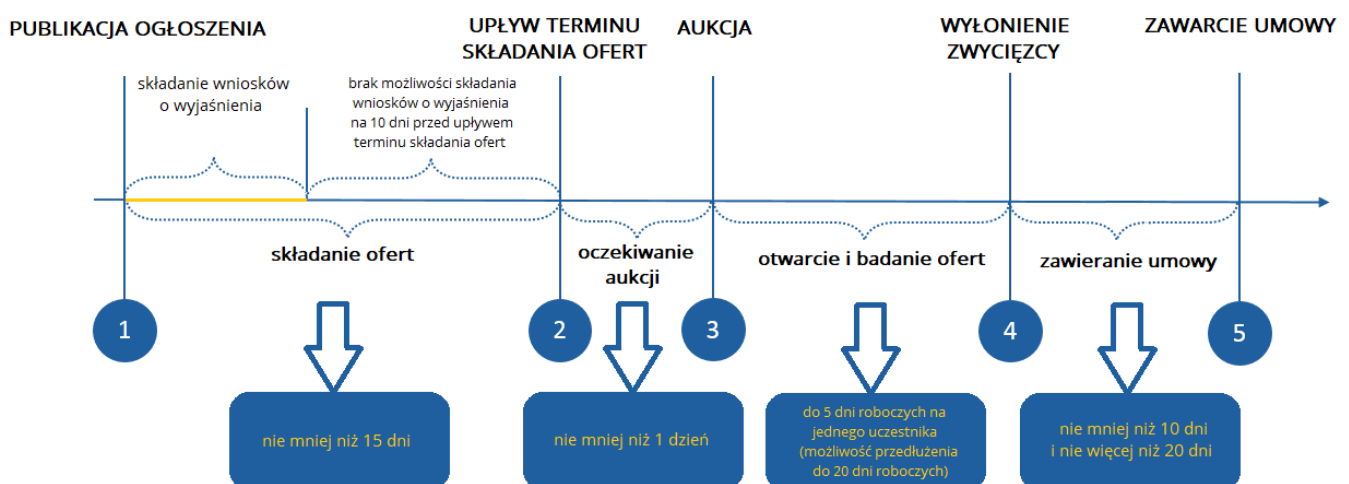 PUBLIKACJA OGŁOSZENIA
UPŁYW TERMINU
SKŁADANIA OFERT
AUKCJA
WYŁONIENIE
ZWYCIĘZCY
ZAWARCIE UMOWY
składanie wniosków
o wyjaśnienia
brak możliwości składania
wniosków o wyjaśnienia
na 10 dni przed upływem
terminu składania ofert
składanie ofert
oczekiwanie
aukcji
otwarcie i badanie ofert
zawieranie umowy
1
2
3
4
5
nie mniej niż 15 dni
nie mniej niż 1 dzień
do 5 dni roboczych na
jednego uczestnika
(możliwość przedłużenia
do 20 dni roboczych)
nie mniej niż 10 dni
i nie więcej niż 20 dni